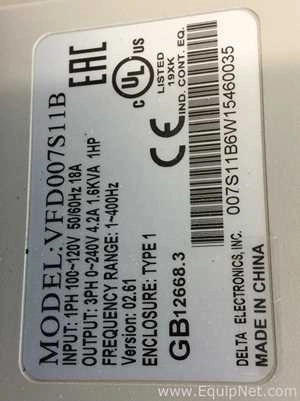 MODEL:VFD007S11B
INPUT: 1PH 100~120V 50/60Hz 18A
OUTPUT: 3PH 0~240V 4.2A 1.6KVA 1HP
FREQUENCY RANGE: 1~400Hz
Version: 02.61
ENCLOSURE: TYPE 1
GB12668.3
EAC
UL
C
US
LISTED
19XK
IND. CONT. EQ.
CE
007S11B6W15460035
DELTA ELECTRONICS, INC.
MADE IN CHINA
www.EquipNet.com